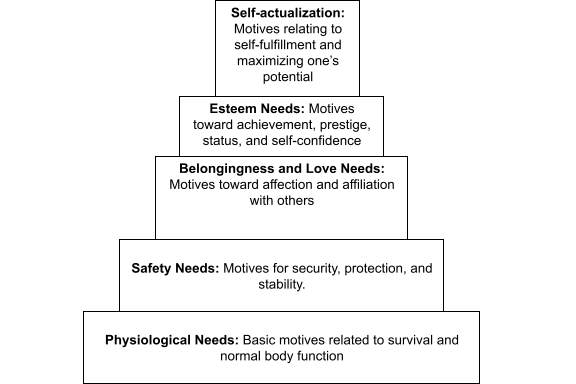 Self-actualization:
Motives relating to
self-fulfillment and
maximizing one's
potential
Esteem Needs: Motives
toward achievement, prestige,
status, and self-confidence
Belongingness and Love Needs:
Motives toward affection and affiliation
with others
Safety Needs: Motives for security, protection, and
stability.
Physiological Needs: Basic motives related to survival and
normal body function